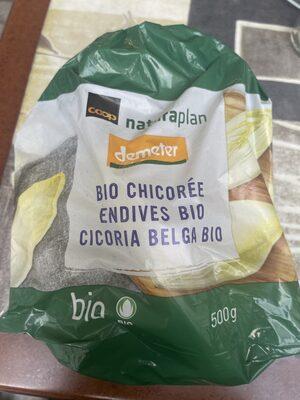 coop naturaplan
demeter
BIO CHICORÉE
ENDIVES BIO
CICORIA BELGA BIO
bio
BIO
500g